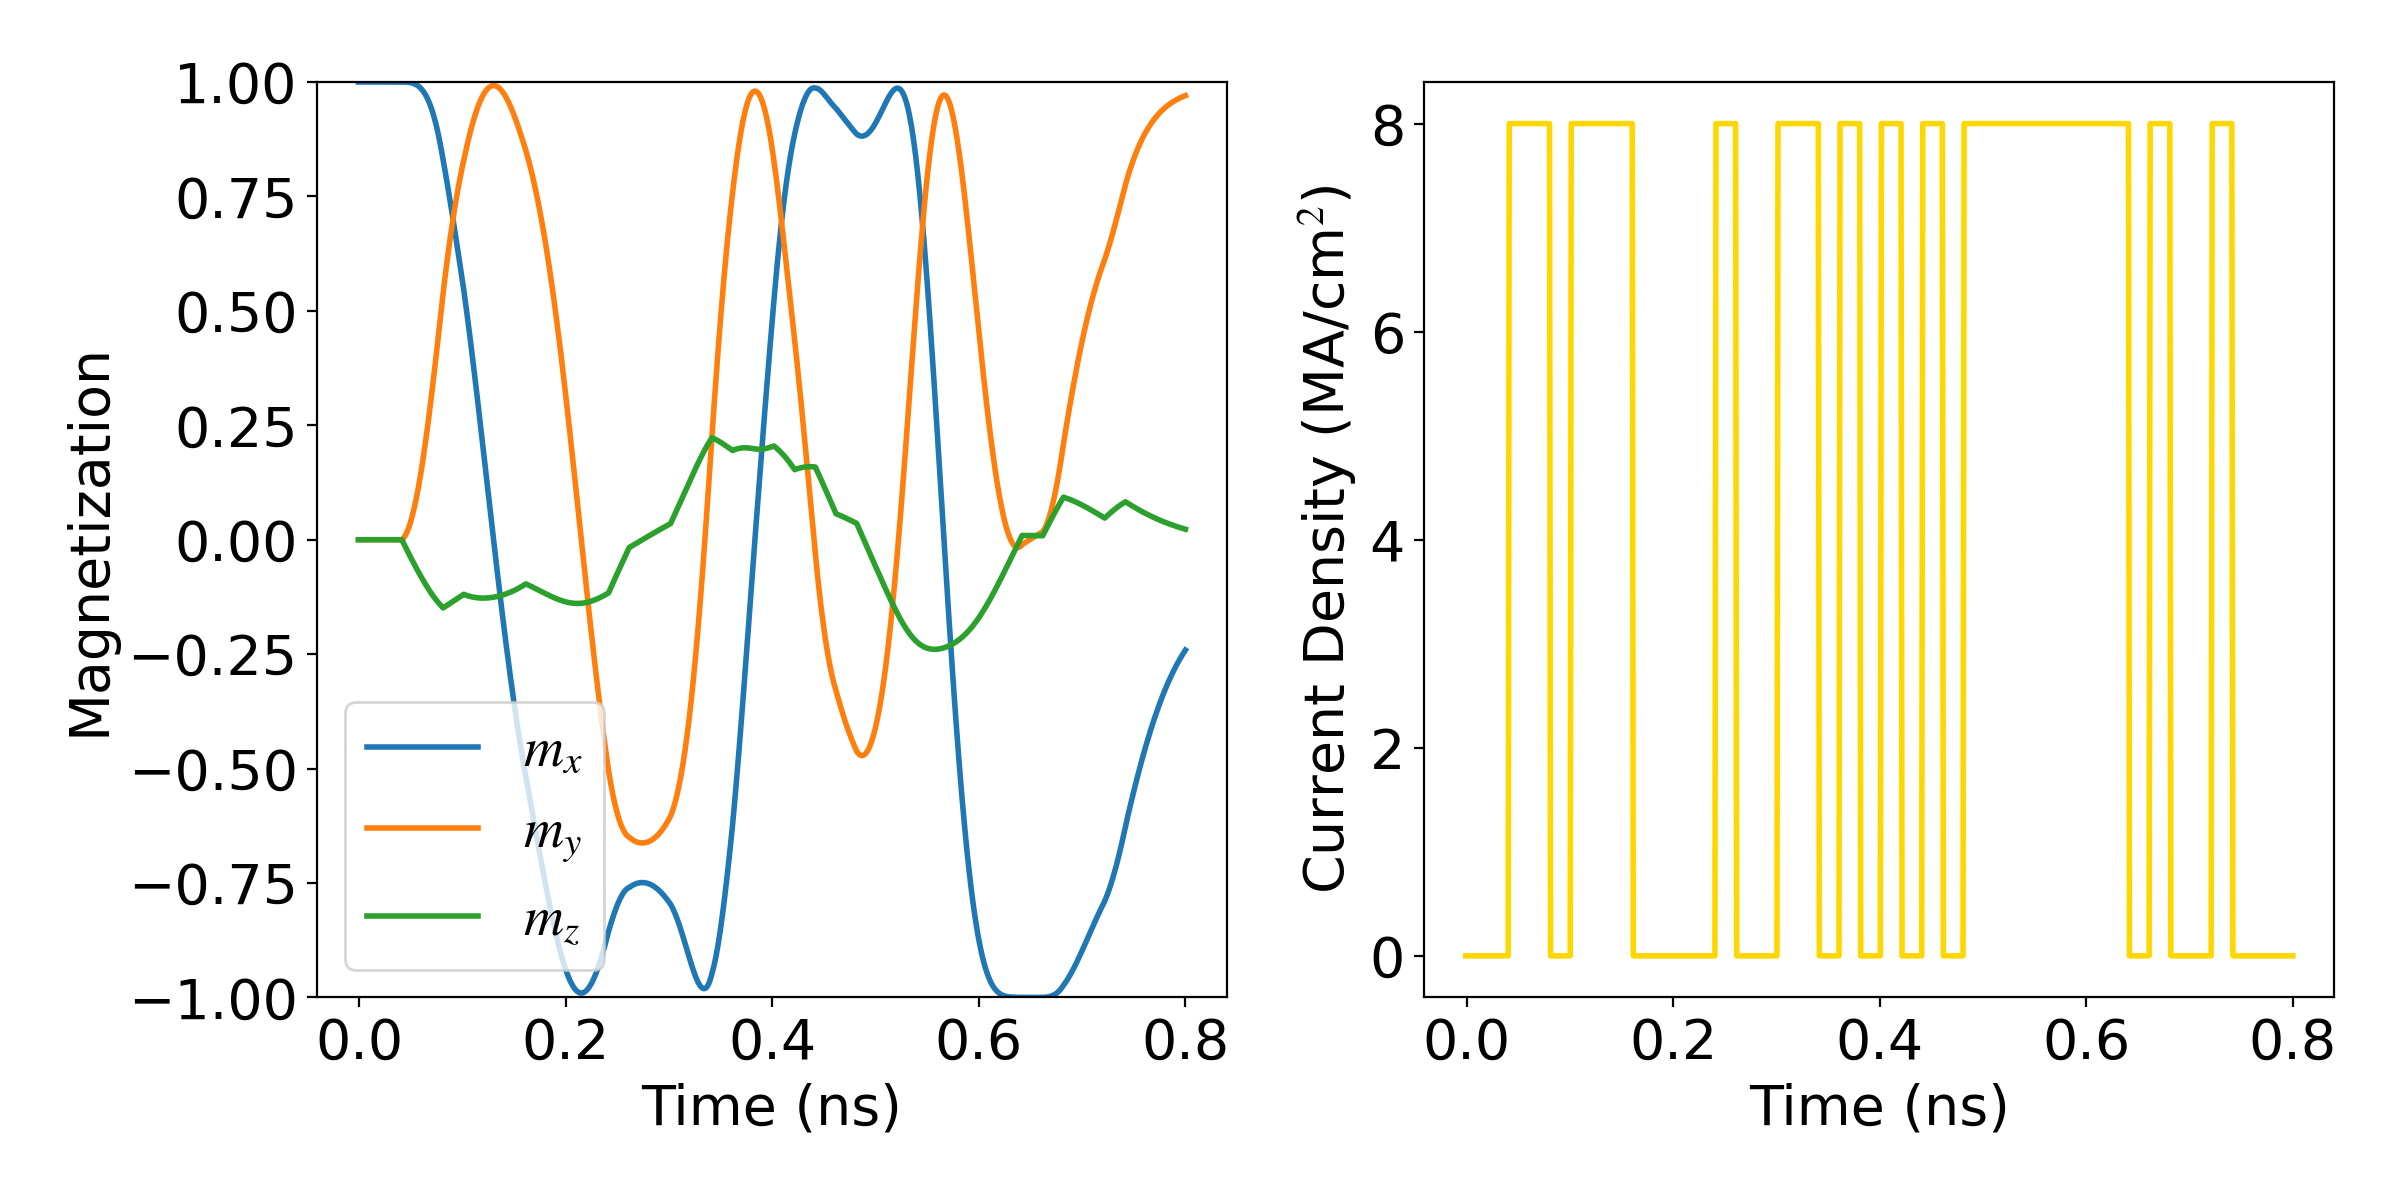 Magnetization
1.00
0.75
0.50
0.25
0.00
−0.25
−0.50
−0.75
−1.00
m_x
m_y
m_z
0.0 0.2 0.4 0.6 0.8
Time (ns)
Current Density (MA/cm²)
8
6
4
2
0
0.0 0.2 0.4 0.6 0.8
Time (ns)